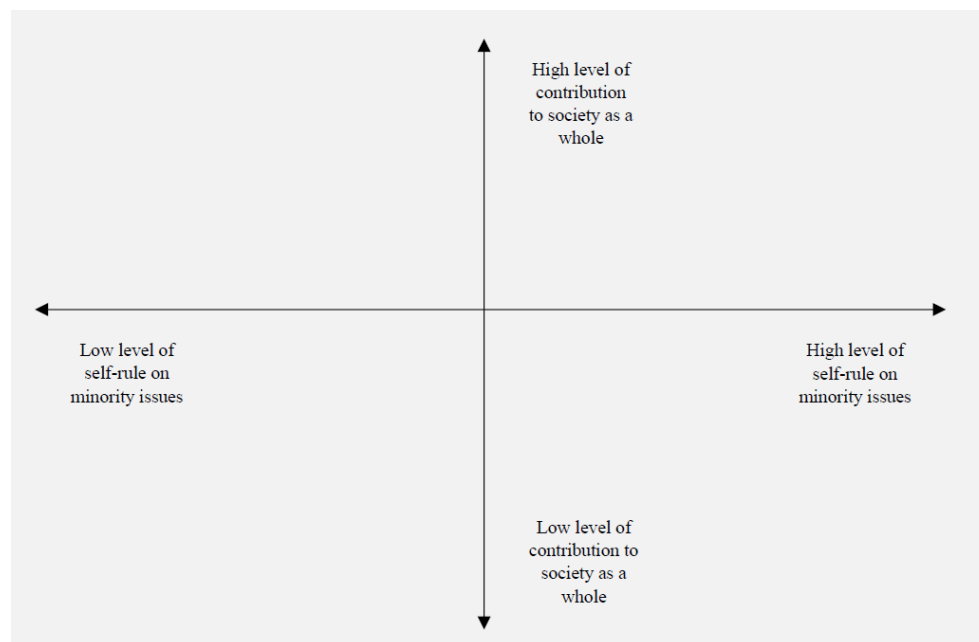 High level of
contribution
to society as a
whole
Low level of
self-rule on
minority issues
High level of
self-rule on
minority issues
Low level of
contribution to
society as a
whole